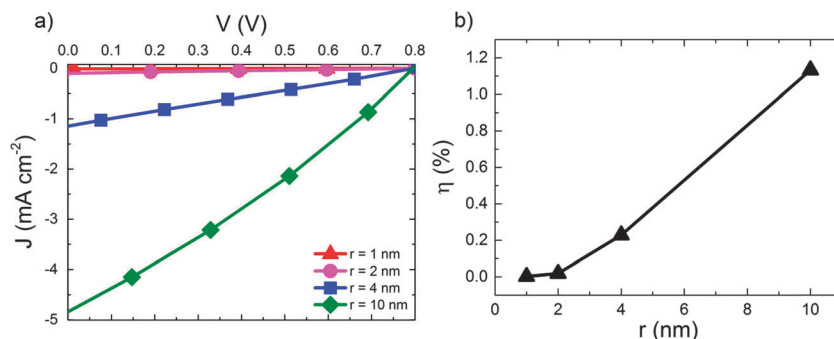 a)
V (V)
0.0 0.1 0.2 0.3 0.4 0.5 0.6 0.7 0.8
0
-1
-2
-3
-4
-5
J (mA cm⁻²)
r = 1 nm
r = 2 nm
r = 4 nm
r = 10 nm
b)
1.2
1.0
0.8
0.6
0.4
0.2
0.0
η (%)
0 2 4 6 8 10
r (nm)